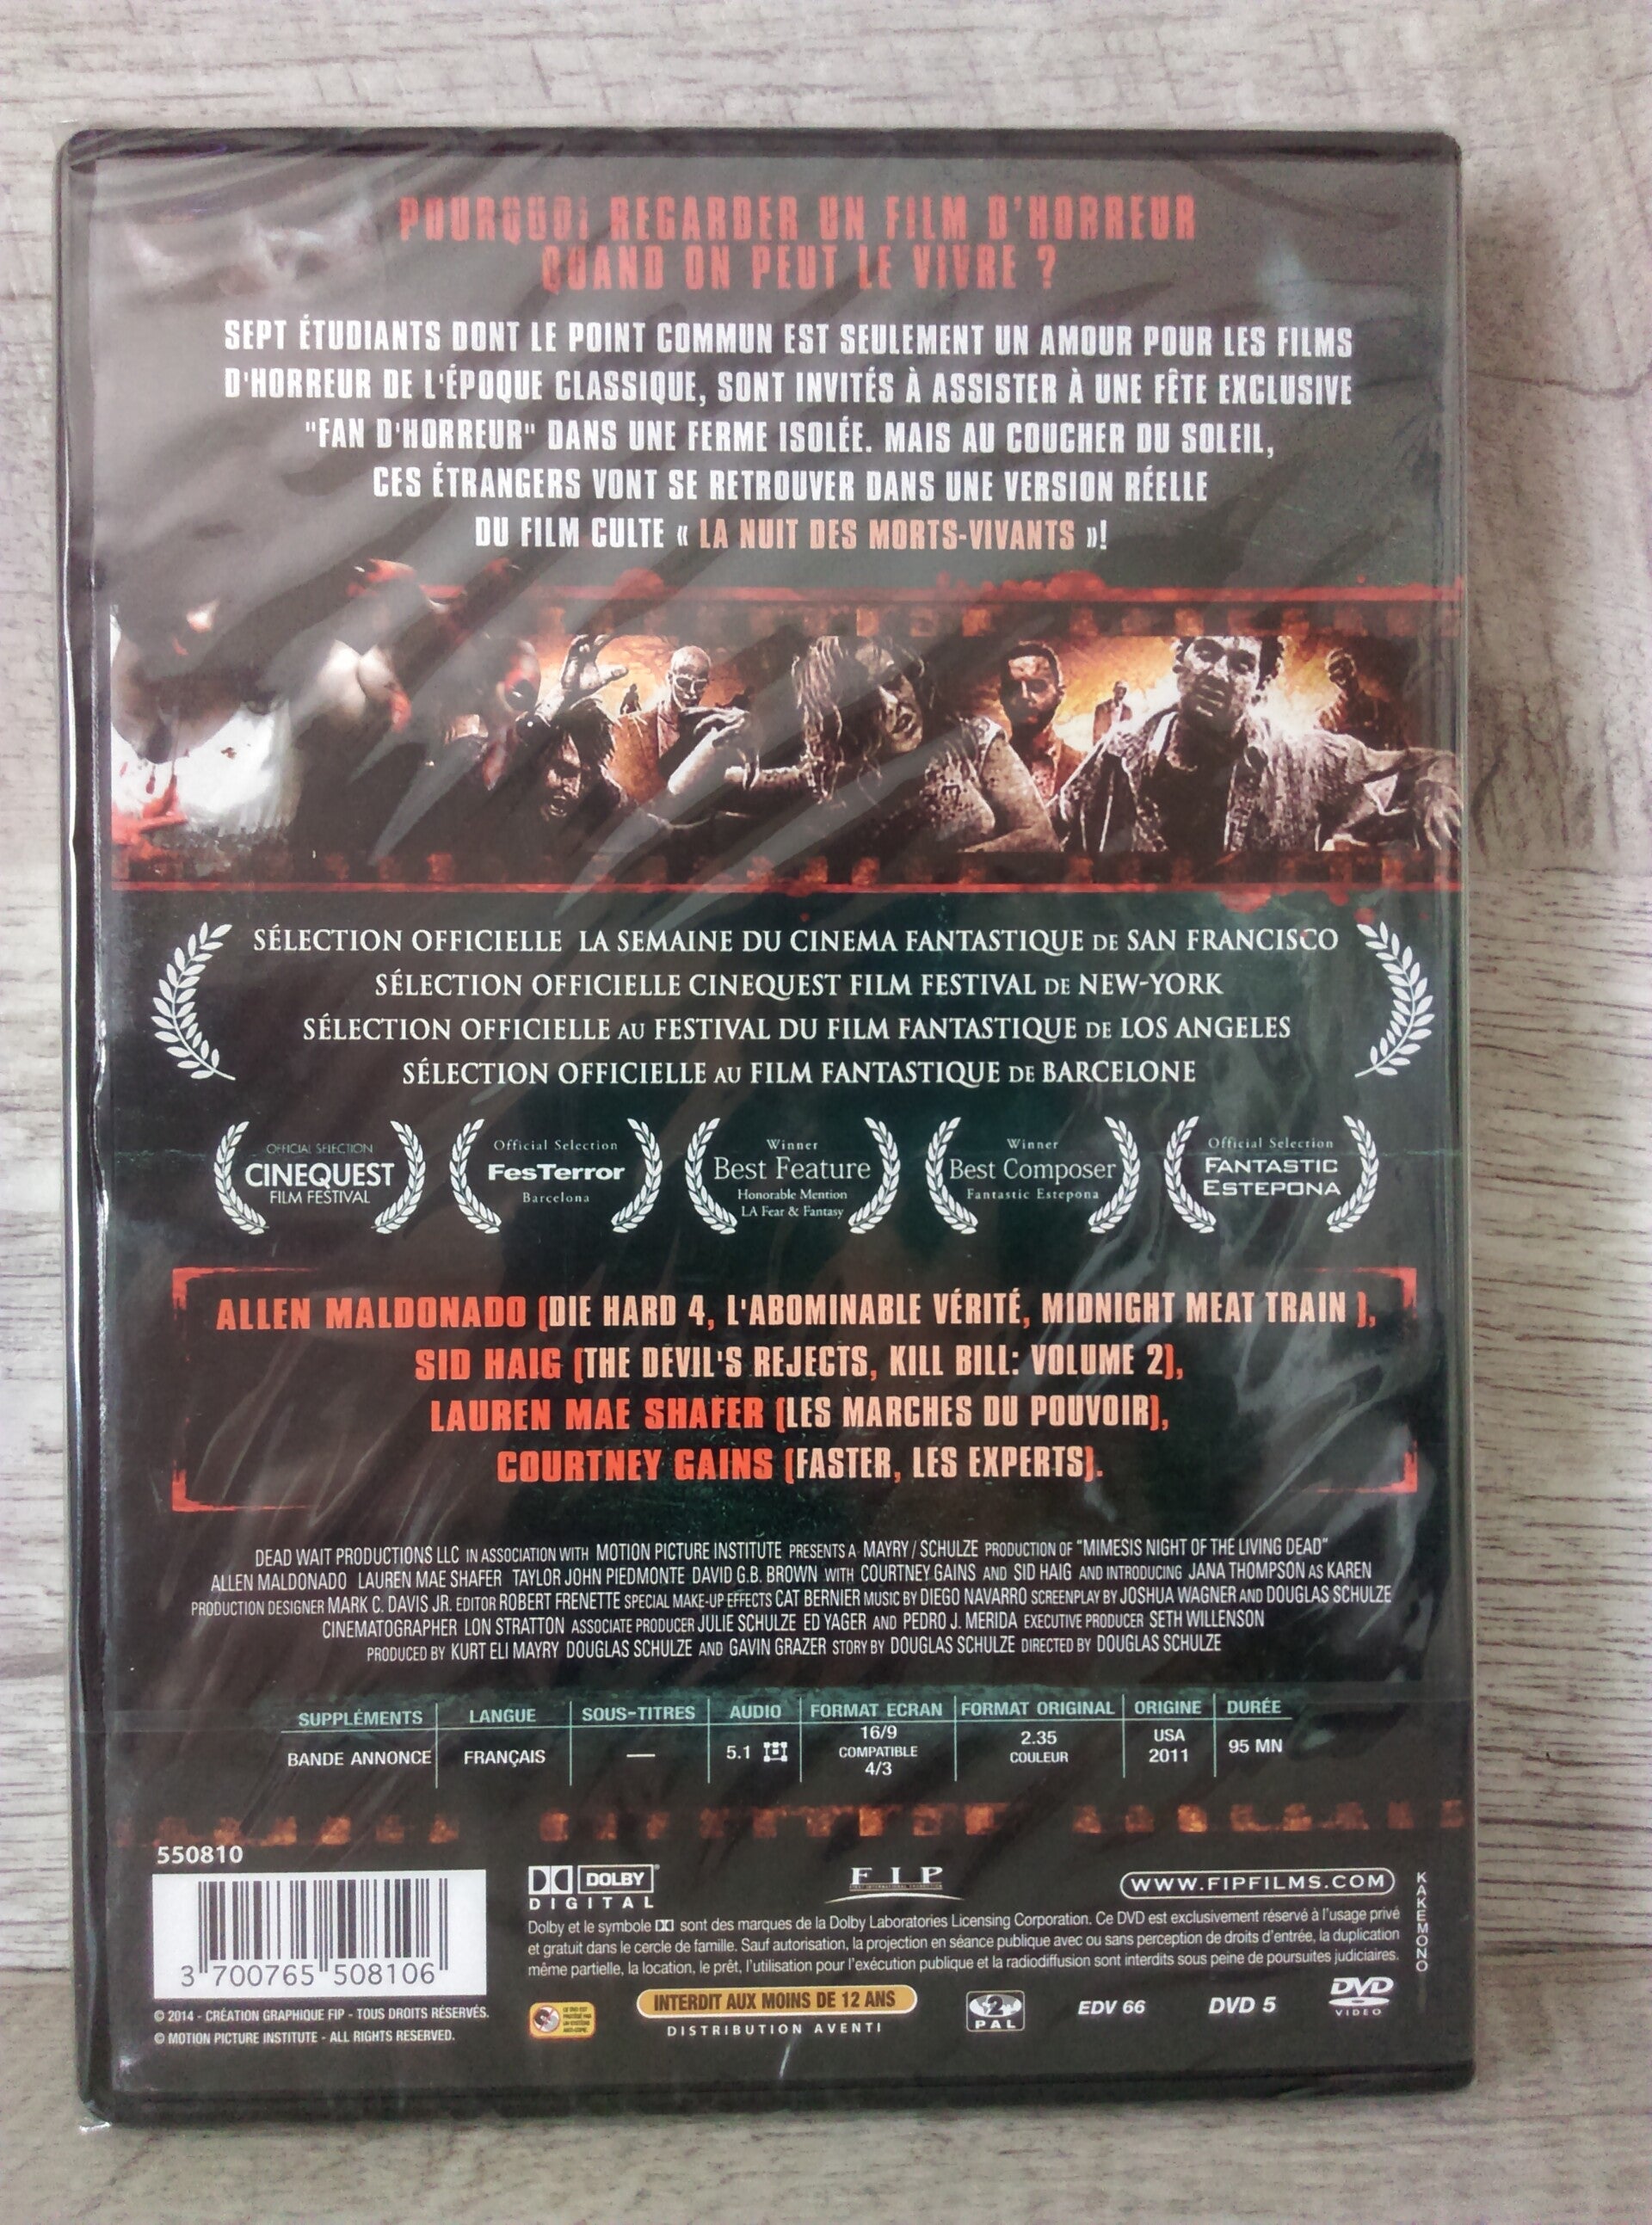 POURQUOI REGARDER UN FILM D'HORREUR
QUAND ON PEUT LE VIVRE ?
SEPT ÉTUDIANTS DONT LE POINT COMMUN EST SEULEMENT UN AMOUR POUR LES FILMS
D'HORREUR DE L'ÉPOQUE CLASSIQUE, SONT INVITÉS À ASSISTER À UNE FÊTE EXCLUSIVE
"FAN D'HORREUR" DANS UNE FERME ISOLÉE. MAIS AU COUCHER DU SOLEIL,
CES ÉTRANGERS VONT SE RETROUVER DANS UNE VERSION RÉELLE
DU FILM CULTE « LA NUIT DES MORTS-VIVANTS »!
SÉLECTION OFFICIELLE LA SEMAINE DU CINEMA FANTASTIQUE DE SAN FRANCISCO
SÉLECTION OFFICIELLE CINEQUEST FILM FESTIVAL DE NEW-YORK
SÉLECTION OFFICIELLE AU FESTIVAL DU FILM FANTASTIQUE DE LOS ANGELES
SÉLECTION OFFICIELLE AU FILM FANTASTIQUE DE BARCELONE
OFFICIAL SELECTION
CINEQUEST
FILM FESTIVAL
Official Selection
FesTerror
Barcelona
Winner
Best Feature
Honorable Mention
LA Fear & Fantasy
Winner
Best Composer
Fantastic Estepona
Official Selection
FANTASTIC
ESTEPONA
ALLEN MALDONADO (DIE HARD 4, L'ABOMINABLE VÉRITÉ, MIDNIGHT MEAT TRAIN ),
SID HAIG (THE DEVIL'S REJECTS, KILL BILL: VOLUME 2),
LAUREN MAE SHAFER (LES MARCHES DU POUVOIR),
COURTNEY GAINS (FASTER, LES EXPERTS).
DEAD WAIT PRODUCTIONS LLC IN ASSOCIATION WITH MOTION PICTURE INSTITUTE PRESENTS A MAYRY / SCHULZE PRODUCTION OF "MIMESIS NIGHT OF THE LIVING DEAD"
ALLEN MALDONADO LAUREN MAE SHAFER TAYLOR JOHN PIEDMONTE DAVID G.B. BROWN WITH COURTNEY GAINS AND SID HAIG AND INTRODUCING JANA THOMPSON AS KAREN
PRODUCTION DESIGNER MARK C. DAVIS JR. EDITOR ROBERT FRENETTE SPECIAL MAKE-UP EFFECTS CAT BERNIER MUSIC BY DIEGO NAVARRO SCREENPLAY BY JOSHUA WAGNER AND DOUGLAS SCHULZE
CINEMATOGRAPHER LON STRATTON ASSOCIATE PRODUCER JULIE SCHULZE ED YAGER AND PEDRO J. MERIDA EXECUTIVE PRODUCER SETH WILLENSON
PRODUCED BY KURT ELI MAYRY DOUGLAS SCHULZE AND GAVIN GRAZER STORY BY DOUGLAS SCHULZE DIRECTED BY DOUGLAS SCHULZE
SUPPLÉMENTS LANGUE SOUS-TITRES AUDIO FORMAT ECRAN FORMAT ORIGINAL ORIGINE DURÉE
BANDE ANNONCE FRANÇAIS — 5.1 16/9 COMPATIBLE 4/3 2.35 COULEUR USA 2011 95 MN
550810
3 700765 508106
© 2014 - CRÉATION GRAPHIQUE FIP - TOUS DROITS RÉSERVÉS.
© MOTION PICTURE INSTITUTE - ALL RIGHTS RESERVED.
DOLBY
DIGITAL
FIP
WWW.FIPFILMS.COM
KAKEMONO
Dolby et le symbole sont des marques de la Dolby Laboratories Licensing Corporation. Ce DVD est exclusivement réservé à l'usage privé
et gratuit dans le cercle de famille. Sauf autorisation, la projection en séance publique avec ou sans perception de droits d'entrée, la duplication
même partielle, la location, le prêt, l'utilisation pour l'exécution publique et la radiodiffusion sont interdits sous peine de poursuites judiciaires.
INTERDIT AUX MOINS DE 12 ANS
DISTRIBUTION AVENTI
2
PAL
EDV 66
DVD 5
DVD
VIDEO